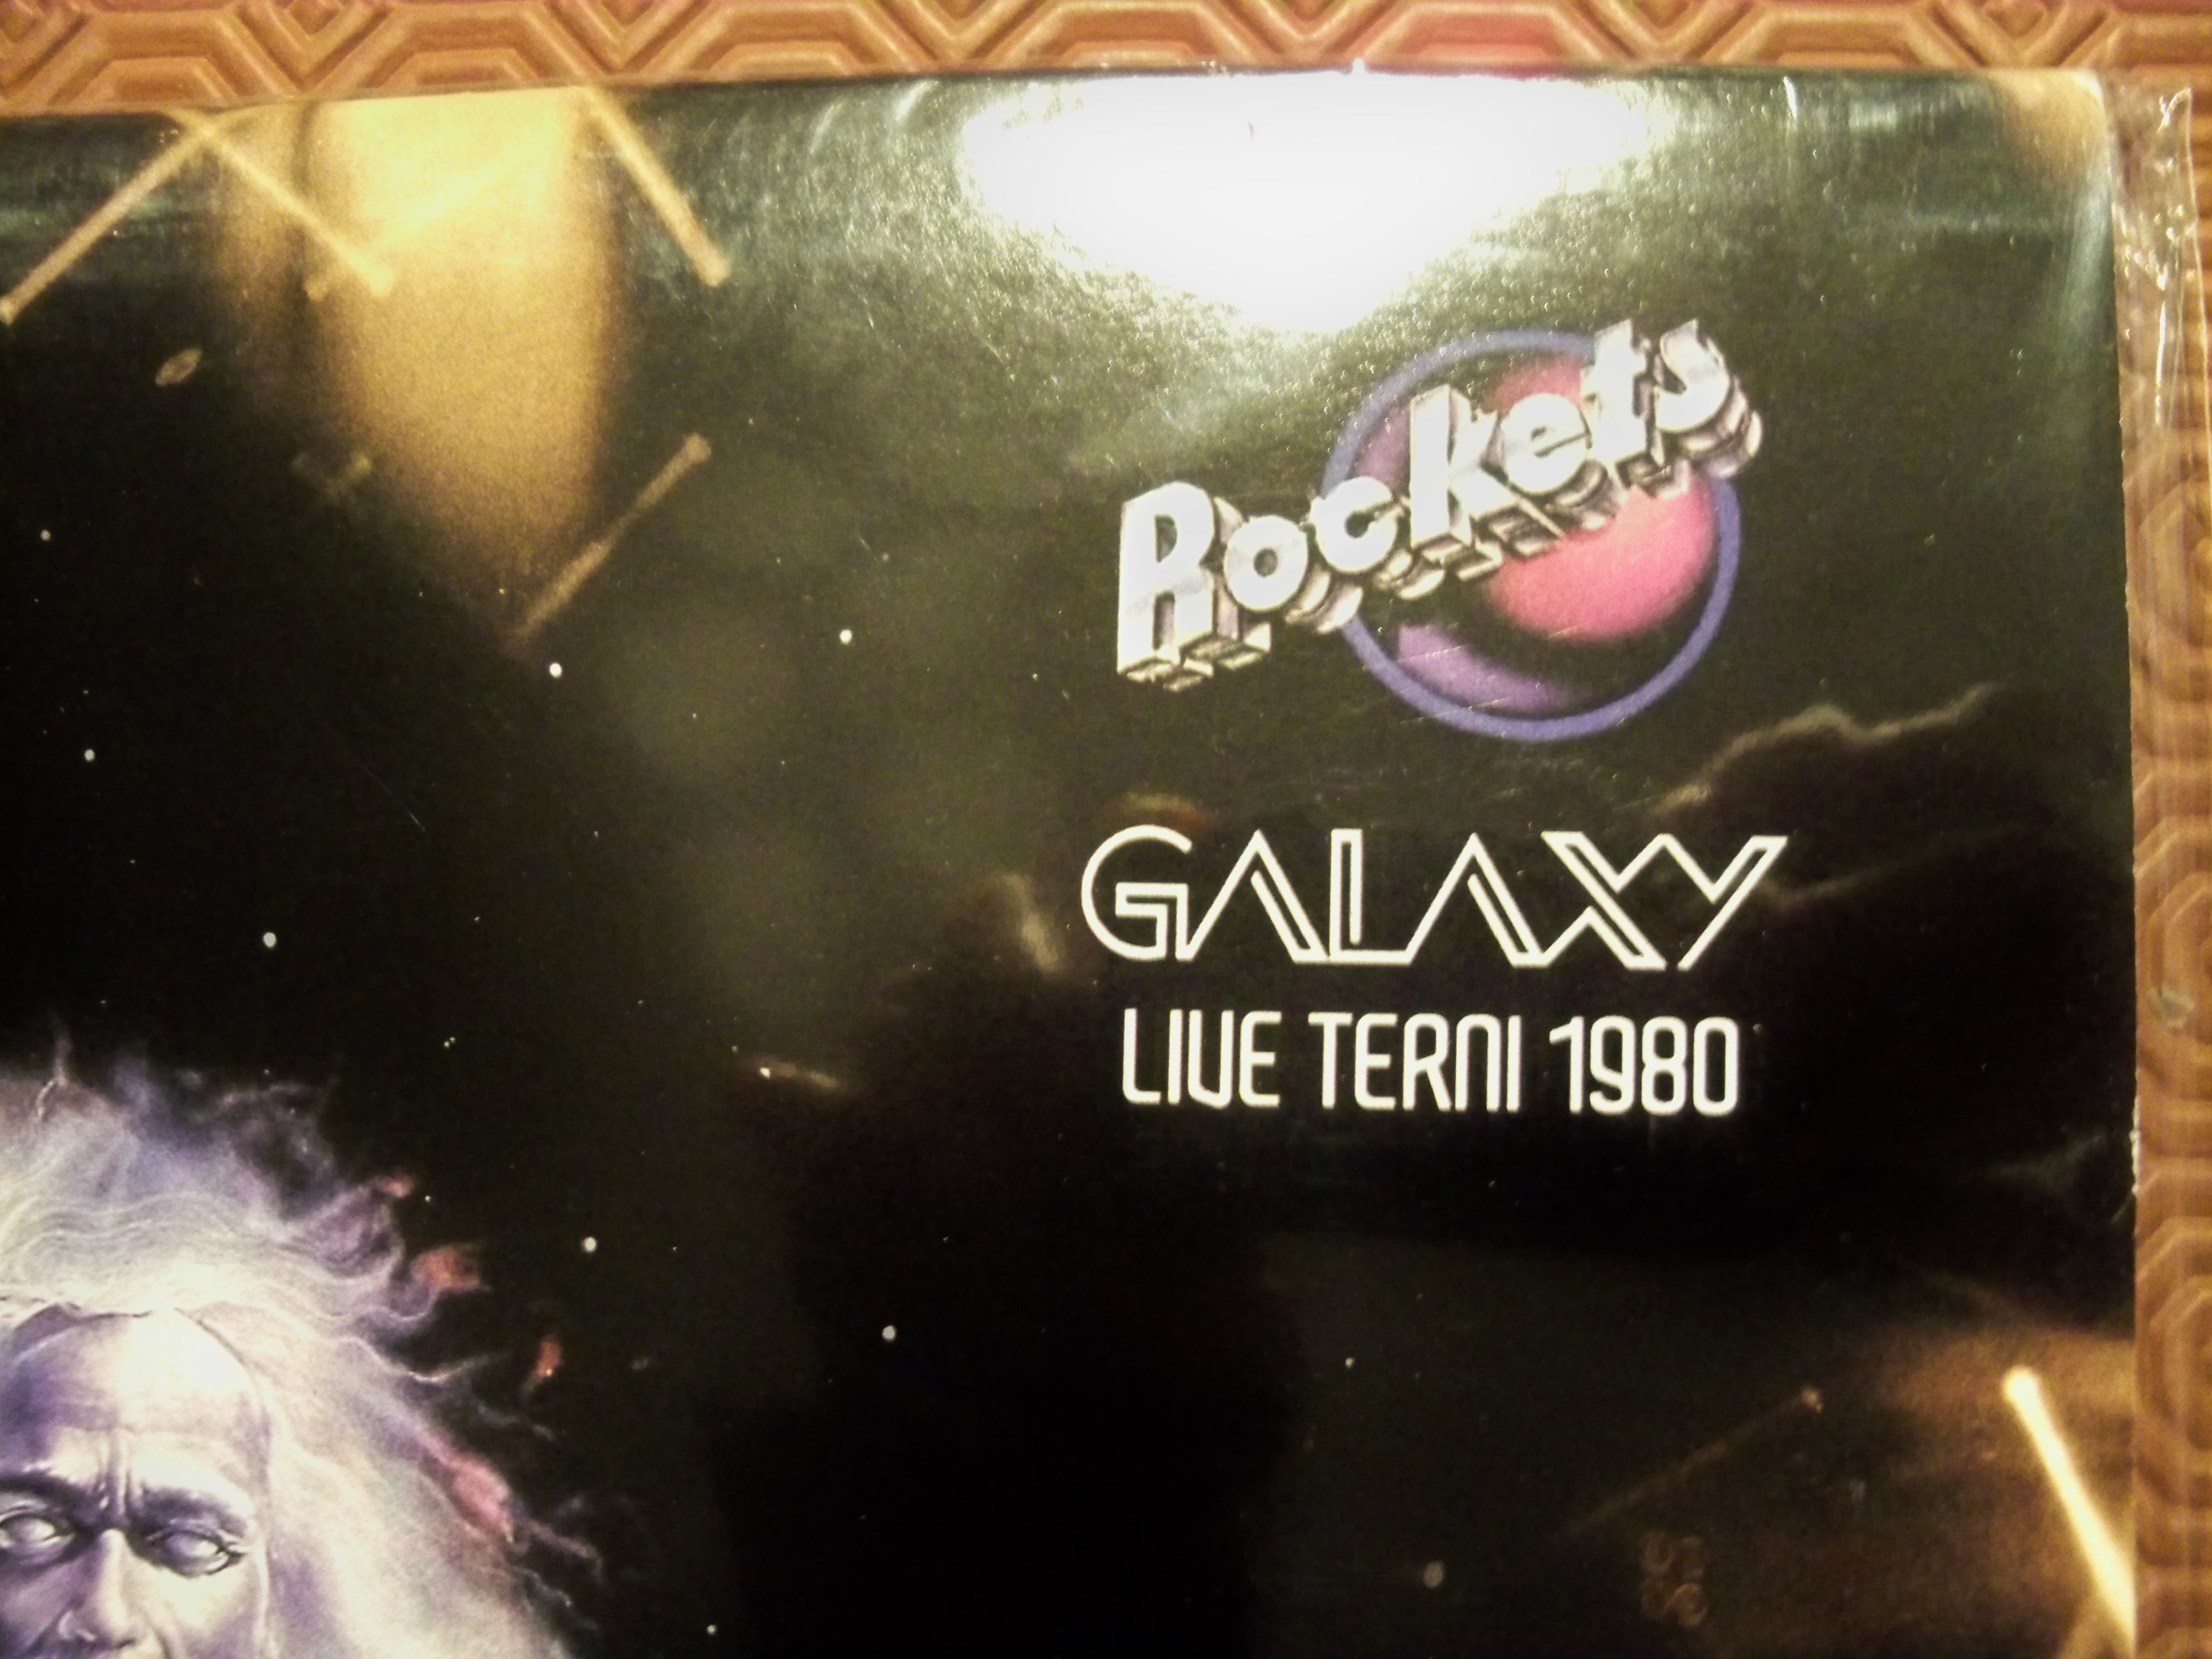 Rockets
GALAXY
LIVE TERNI 1980